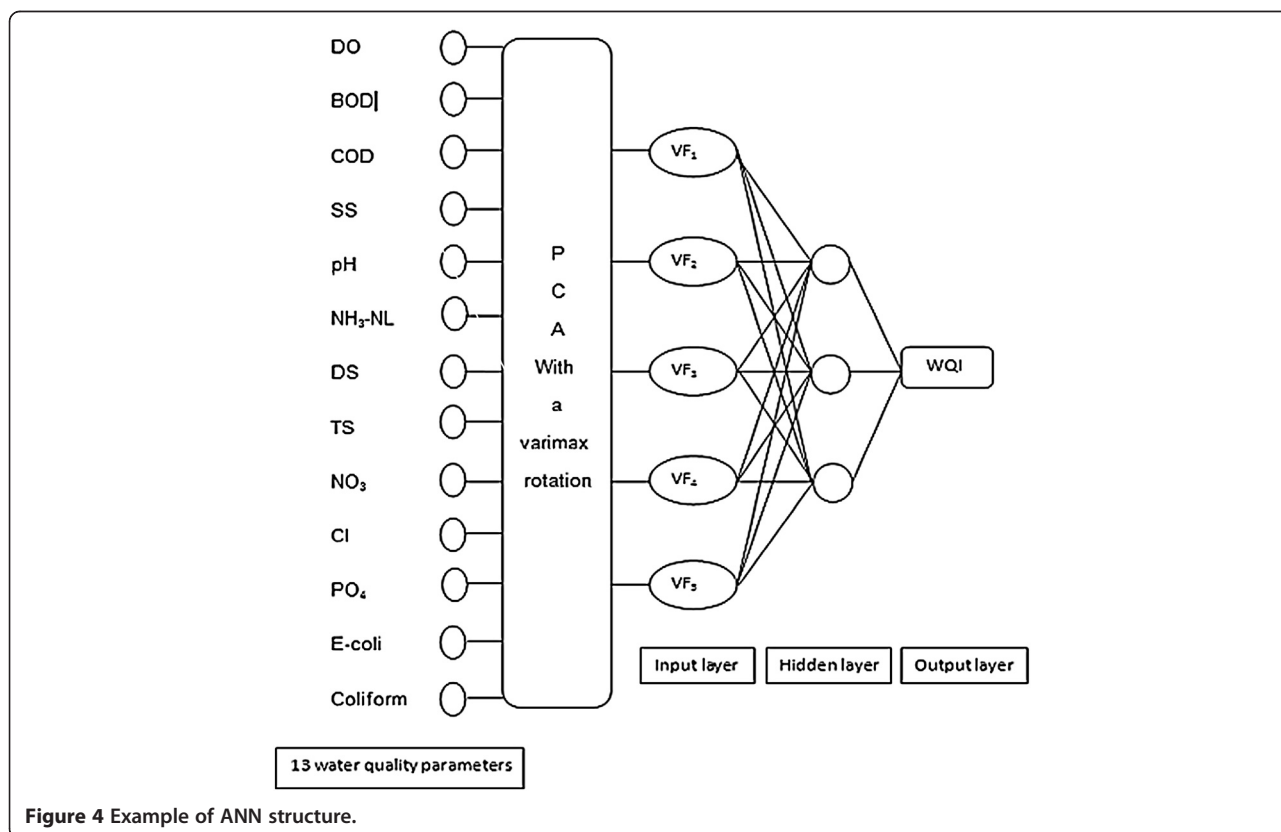 DO
BOD|
COD
SS
pH
NH₃-NL
DS
TS
NO₃
Cl
PO₄
E-coli
Coliform
13 water quality parameters
P
C
A
With
a
varimax
rotation
VF₁
VF₂
VF₃
VF₄
VF₅
Input layer
Hidden layer
Output layer
WQI
Figure 4 Example of ANN structure.